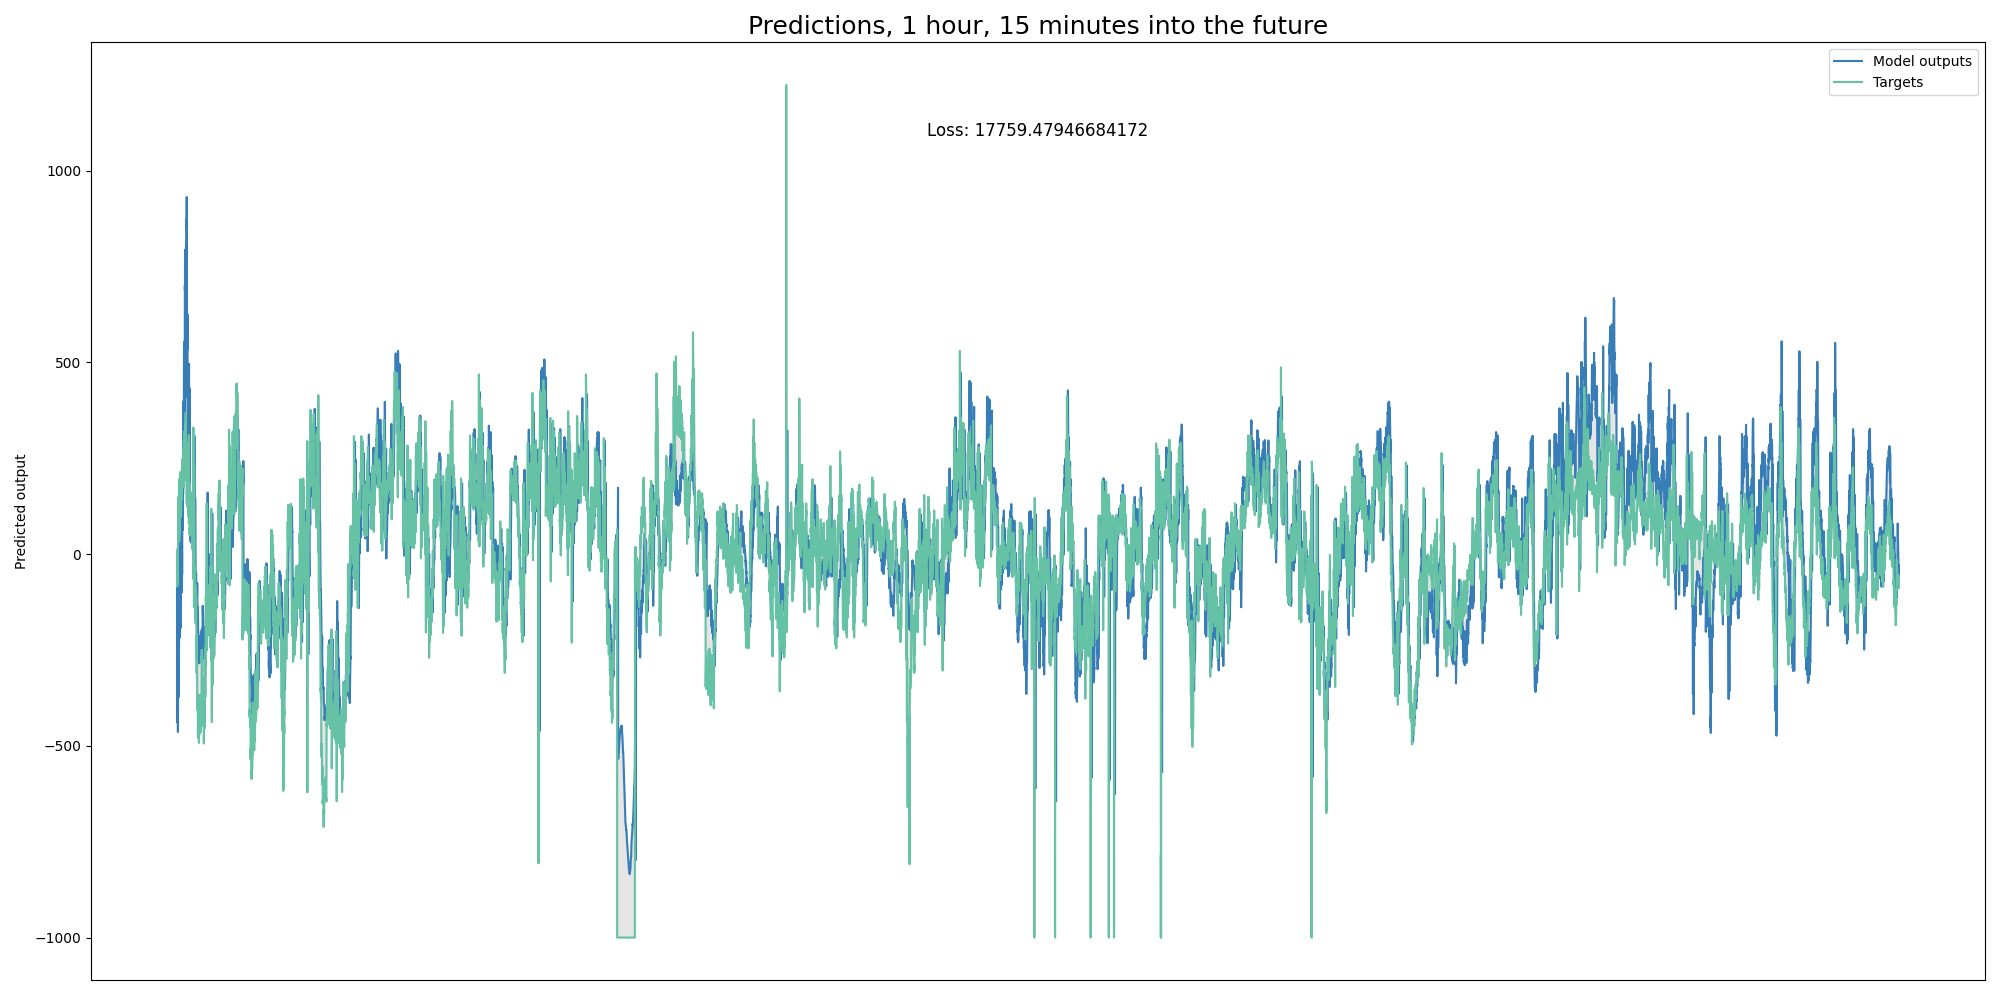 Predictions, 1 hour, 15 minutes into the future
Model outputs
Targets
Loss: 17759.47946684172
1000
500
0
−500
−1000
Predicted output